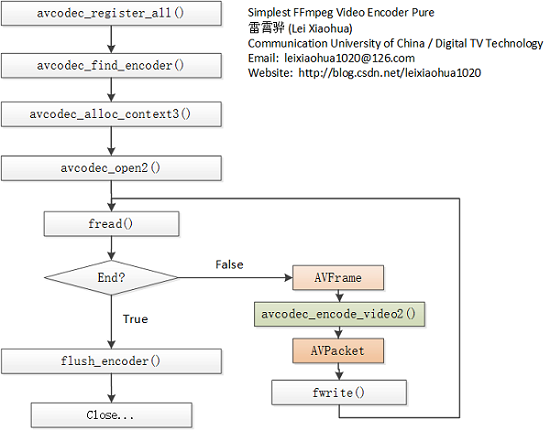 avcodec_register_all()
Simplest FFmpeg Video Encoder Pure
雷霄骅 (Lei Xiaohua)
Communication University of China / Digital TV Technology
Email: leixiaohua1020@126.com
Website: http://blog.csdn.net/leixiaohua1020
avcodec_find_encoder()
avcodec_alloc_context3()
avcodec_open2()
fread()
End?
False
AVFrame
avcodec_encode_video2()
True
AVPacket
flush_encoder()
fwrite()
Close...